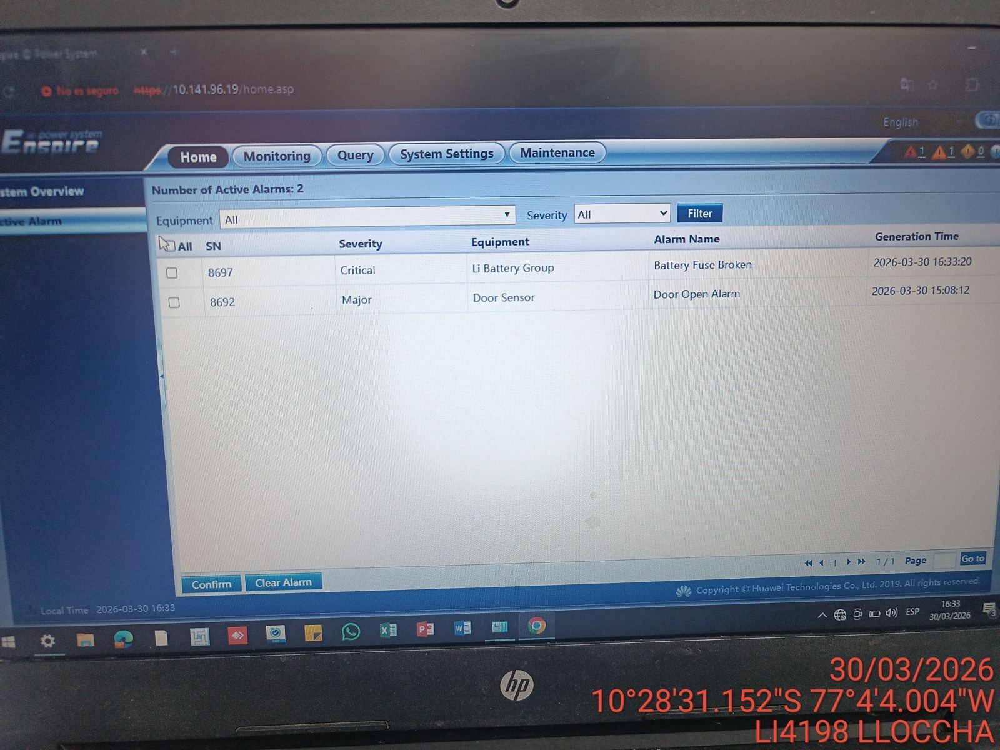 Power System
No es seguro https://10.141.96.19/home.asp
English
power system
Enspire
Home Monitoring Query System Settings Maintenance 1 1 0
stem Overview
ctive Alarm
Number of Active Alarms: 2
Equipment All Severity All Filter
All SN Severity Equipment Alarm Name Generation Time
8697 Critical Li Battery Group Battery Fuse Broken 2026-03-30 16:33:20
8692 Major Door Sensor Door Open Alarm 2026-03-30 15:08:12
1 1 / 1 Page Go to
Confirm Clear Alarm
Copyright © Huawei Technologies Co., Ltd. 2019. All rights reserved.
Local Time 2026-03-30 16:33
ESP 16:33
30/03/2026
3
hp
30/03/2026
10°28'31.152"S 77°4'4.004"W
LI4198 LLOCCHA